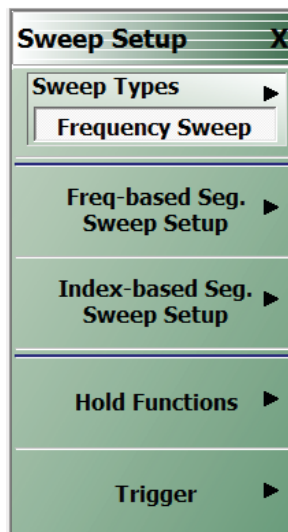 Sweep Setup X
Sweep Types
Frequency Sweep
Freq-based Seg.
Sweep Setup
Index-based Seg.
Sweep Setup
Hold Functions
Trigger